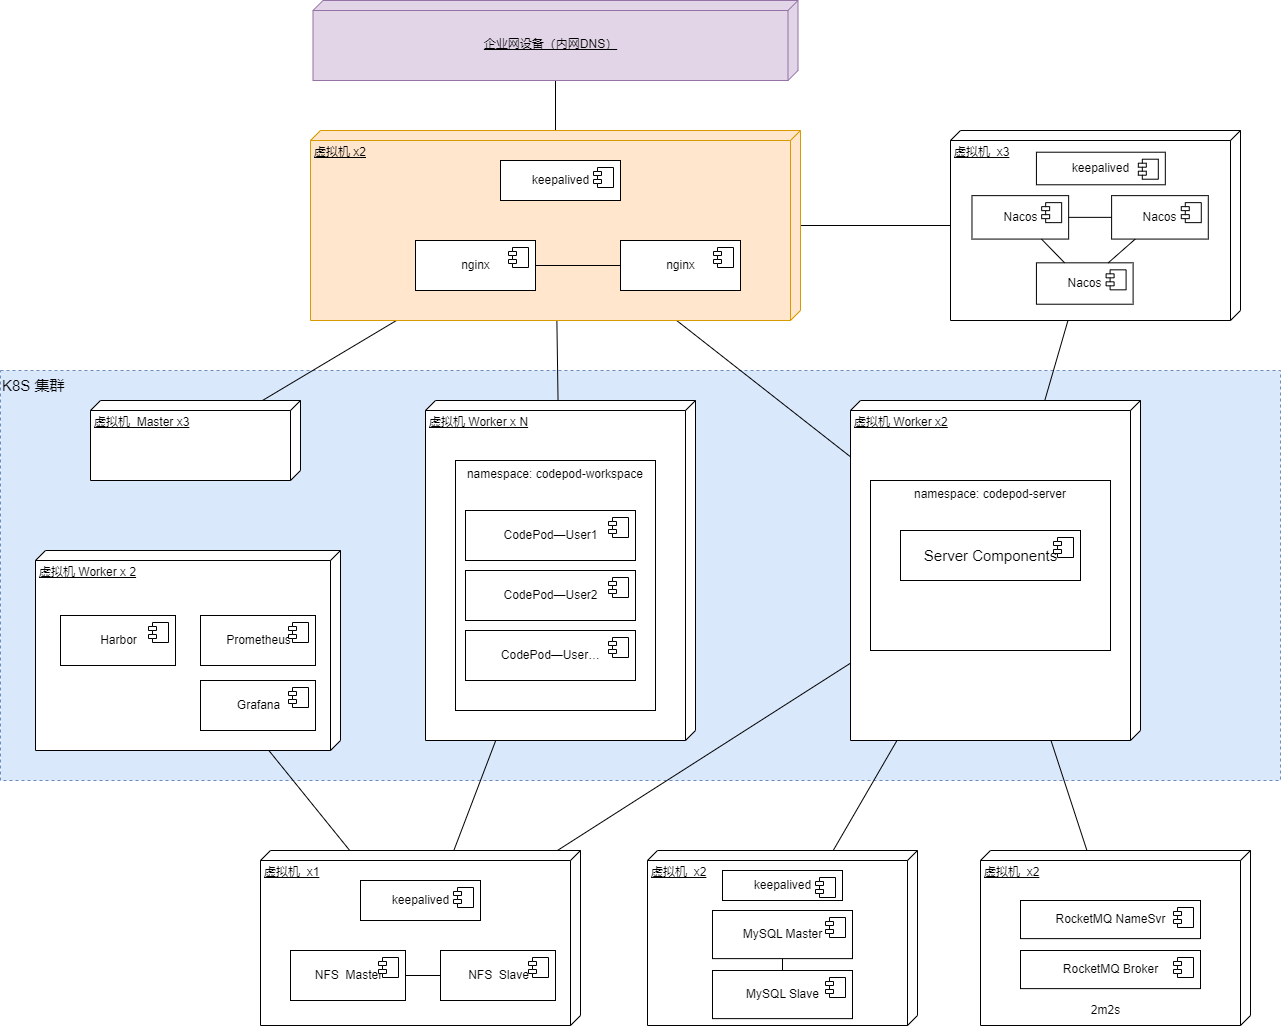 企业网设备（内网DNS）
虚拟机 x2
keepalived
nginx
nginx
虚拟机  x3
keepalived
Nacos
Nacos
Nacos
K8S 集群
虚拟机  Master x3
虚拟机 Worker x N
namespace: codepod-workspace
CodePod—User1
CodePod—User2
CodePod—User...
虚拟机 Worker x2
namespace: codepod-server
Server Components
虚拟机 Worker x 2
Harbor
Prometheus
Grafana
虚拟机  x1
keepalived
NFS  Master
NFS  Slave
虚拟机  x2
keepalived
MySQL Master
MySQL Slave
虚拟机  x2
RocketMQ NameSvr
RocketMQ Broker
2m2s